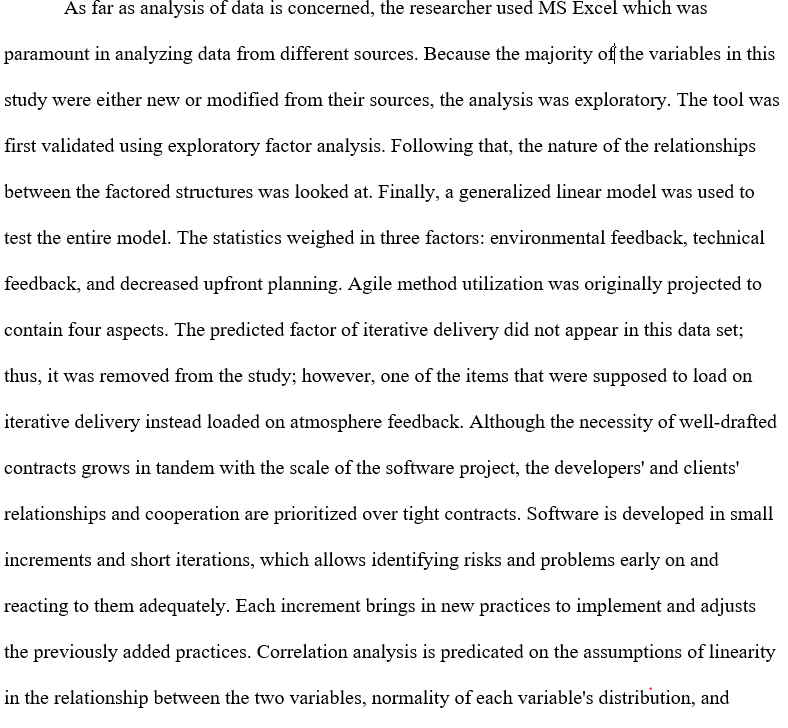 As far as analysis of data is concerned, the researcher used MS Excel which was
paramount in analyzing data from different sources. Because the majority of the variables in this
study were either new or modified from their sources, the analysis was exploratory. The tool was
first validated using exploratory factor analysis. Following that, the nature of the relationships
between the factored structures was looked at. Finally, a generalized linear model was used to
test the entire model. The statistics weighed in three factors: environmental feedback, technical
feedback, and decreased upfront planning. Agile method utilization was originally projected to
contain four aspects. The predicted factor of iterative delivery did not appear in this data set;
thus, it was removed from the study; however, one of the items that were supposed to load on
iterative delivery instead loaded on atmosphere feedback. Although the necessity of well-drafted
contracts grows in tandem with the scale of the software project, the developers' and clients'
relationships and cooperation are prioritized over tight contracts. Software is developed in small
increments and short iterations, which allows identifying risks and problems early on and
reacting to them adequately. Each increment brings in new practices to implement and adjusts
the previously added practices. Correlation analysis is predicated on the assumptions of linearity
in the relationship between the two variables, normality of each variable's distribution, and